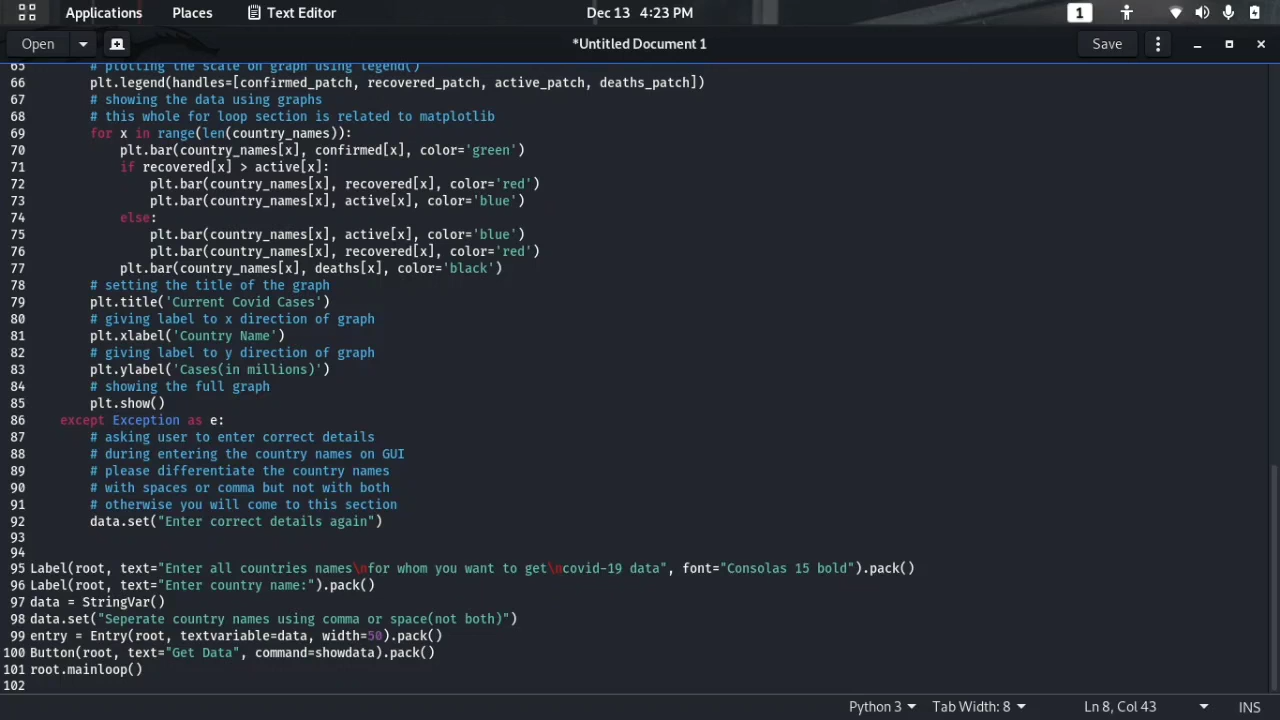 Applications Places Text Editor Dec 13 4:23 PM 1
Open *Untitled Document 1 Save
65 # plotting the scale on graph using legend()
66 plt.legend(handles=[confirmed_patch, recovered_patch, active_patch, deaths_patch])
67 # showing the data using graphs
68 # this whole for loop section is related to matplotlib
69 for x in range(len(country_names)):
70 plt.bar(country_names[x], confirmed[x], color='green')
71 if recovered[x] > active[x]:
72 plt.bar(country_names[x], recovered[x], color='red')
73 plt.bar(country_names[x], active[x], color='blue')
74 else:
75 plt.bar(country_names[x], active[x], color='blue')
76 plt.bar(country_names[x], recovered[x], color='red')
77 plt.bar(country_names[x], deaths[x], color='black')
78 # setting the title of the graph
79 plt.title('Current Covid Cases')
80 # giving label to x direction of graph
81 plt.xlabel('Country Name')
82 # giving label to y direction of graph
83 plt.ylabel('Cases(in millions)')
84 # showing the full graph
85 plt.show()
86 except Exception as e:
87 # asking user to enter correct details
88 # during entering the country names on GUI
89 # please differentiate the country names
90 # with spaces or comma but not with both
91 # otherwise you will come to this section
92 data.set("Enter correct details again")
93
94
95 Label(root, text="Enter all countries names\nfor whom you want to get\ncovid-19 data", font="Consolas 15 bold").pack()
96 Label(root, text="Enter country name:").pack()
97 data = StringVar()
98 data.set("Seperate country names using comma or space(not both)")
99 entry = Entry(root, textvariable=data, width=50).pack()
100 Button(root, text="Get Data", command=showdata).pack()
101 root.mainloop()
102
Python 3 Tab Width: 8 Ln 8, Col 43 INS